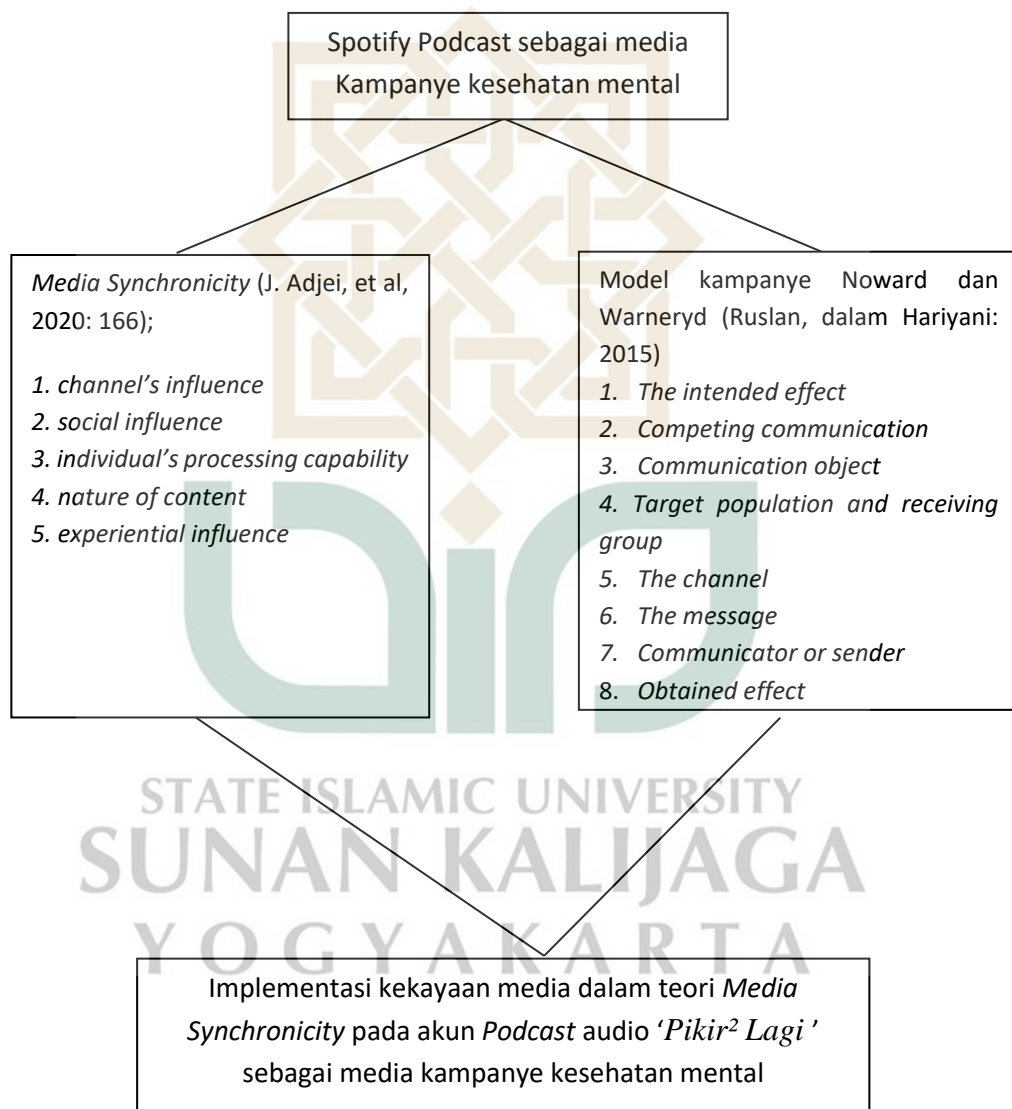 Spotify Podcast sebagai media
Kampanye kesehatan mental
Media Synchronicity (J. Adjei, et al,
2020: 166);
1. channel's influence
2. social influence
3. individual's processing capability
4. nature of content
5. experiential influence
Model kampanye Noward dan
Warneryd (Ruslan, dalam Hariyani:
2015)
1. The intended effect
2. Competing communication
3. Communication object
4. Target population and receiving
group
5. The channel
6. The message
7. Communicator or sender
8. Obtained effect
STATE ISLAMIC UNIVERSITY
SUNAN KALIJAGA
YOGYAKARTA
Implementasi kekayaan media dalam teori Media
Synchronicity pada akun Podcast audio 'Pikir² Lagi '
sebagai media kampanye kesehatan mental